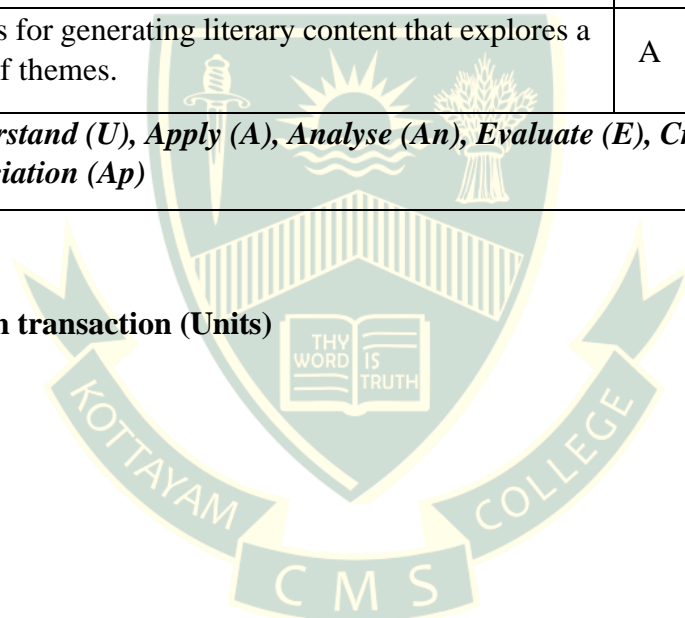 s for generating literary content that explores a
f themes.
A
rstand (U), Apply (A), Analyse (An), Evaluate (E), C
iation (Ap)
n transaction (Units)
THY
WORD IS
TRUTH
KOTTAYAM
COLLEGE
CMS